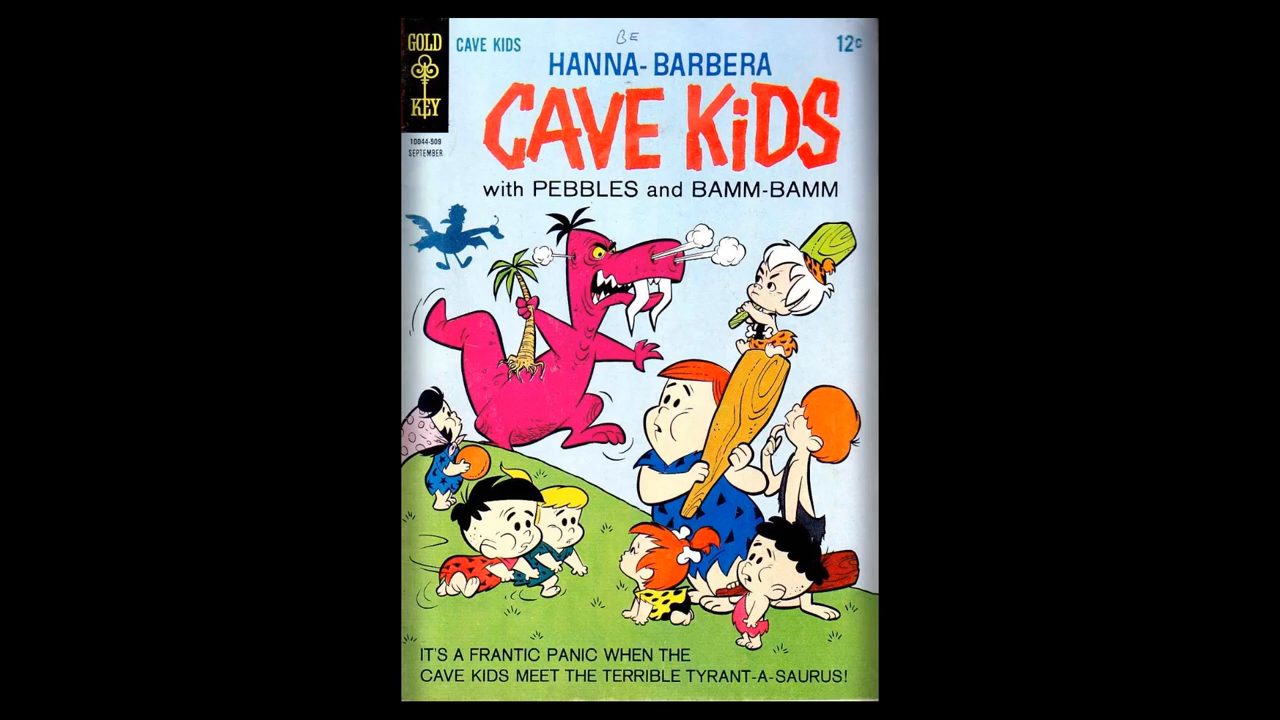 GOLD
KEY
CAVE KIDS
BE
12¢
10044-509
SEPTEMBER
HANNA-BARBERA
CAVE KiDS
with PEBBLES and BAMM-BAMM
IT'S A FRANTIC PANIC WHEN THE
CAVE KIDS MEET THE TERRIBLE TYRANT-A-SAURUS!